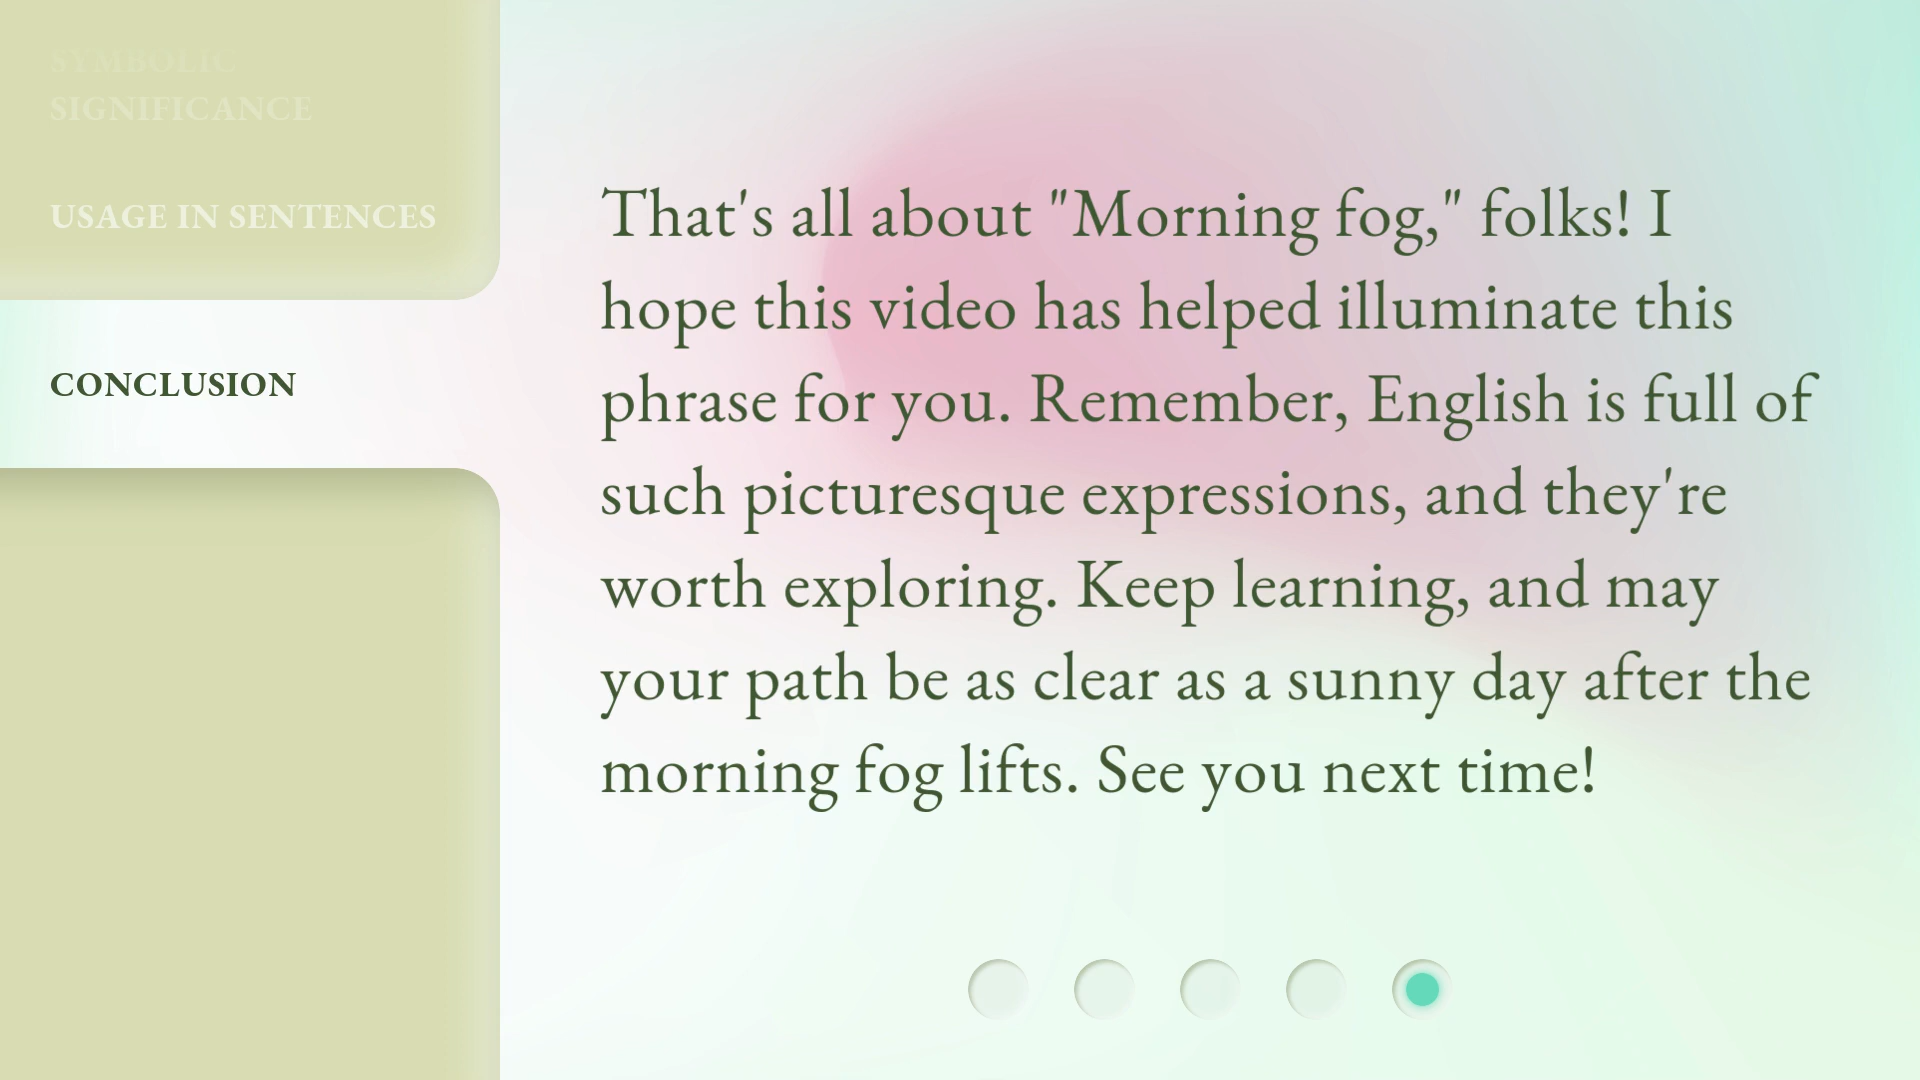 SYMBOLIC
SIGNIFICANCE
USAGE IN SENTENCES
CONCLUSION
That's all about "Morning fog," folks! I
hope this video has helped illuminate this
phrase for you. Remember, English is full of
such picturesque expressions, and they're
worth exploring. Keep learning, and may
your path be as clear as a sunny day after the
morning fog lifts. See you next time!